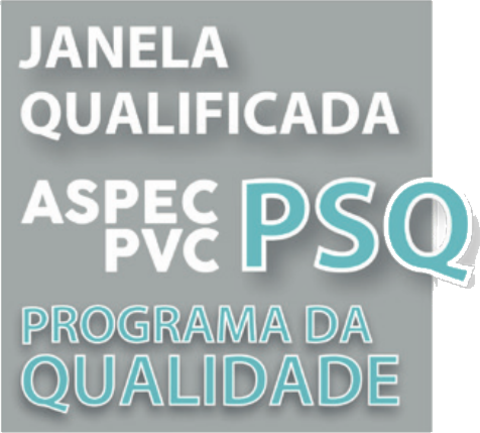 JANELA
QUALIFICADA
ASPEC
PVC PSQ
PROGRAMA DA
QUALIDADE